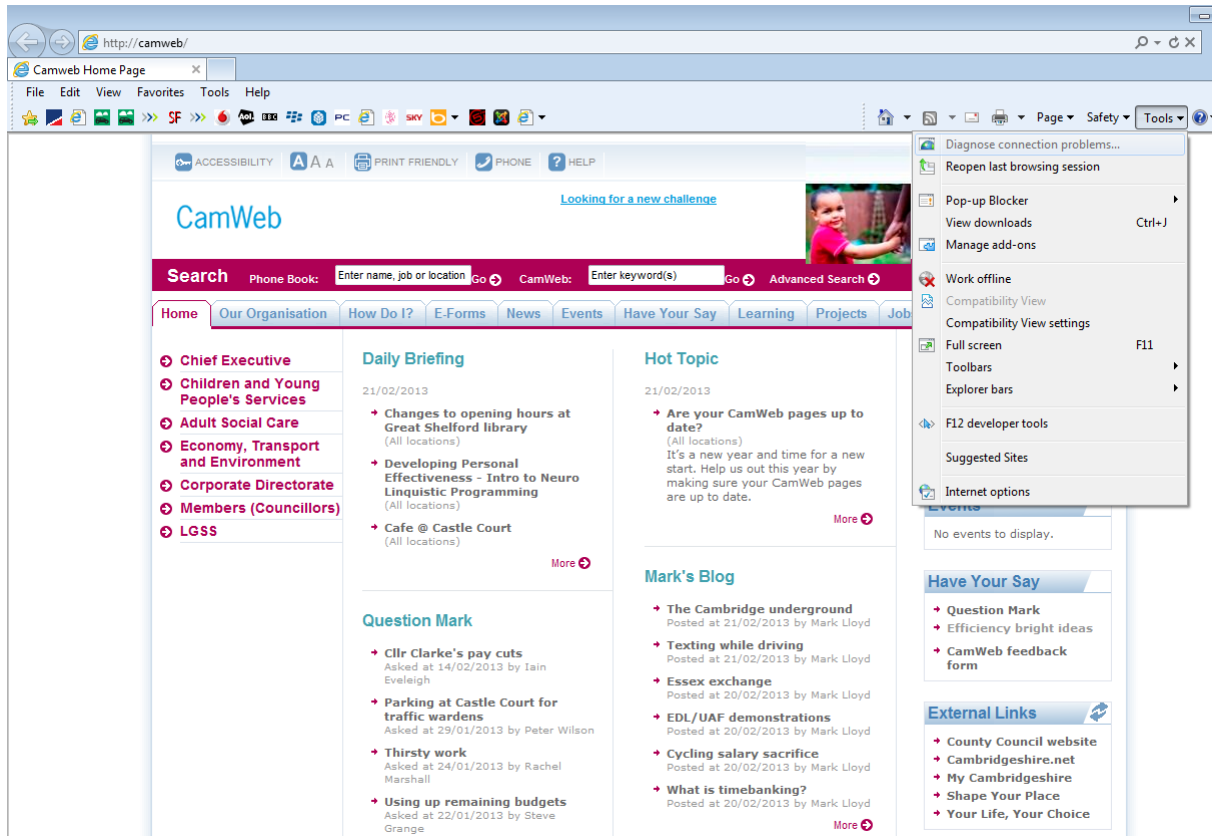 http://camweb/
Camweb Home Page
File Edit View Favorites Tools Help
SF AOL BBC PC SKY
Page Safety Tools
ACCESSIBILITY A A A PRINT FRIENDLY PHONE HELP
CamWeb
Looking for a new challenge
Search Phone Book: Enter name, job or location Go CamWeb: Enter keyword(s) Go Advanced Search
Home Our Organisation How Do I? E-Forms News Events Have Your Say Learning Projects Job
Chief Executive
Children and Young
People's Services
Adult Social Care
Economy, Transport
and Environment
Corporate Directorate
Members (Councillors)
LGSS
Daily Briefing
21/02/2013
Changes to opening hours at
Great Shelford library
(All locations)
Developing Personal
Effectiveness - Intro to Neuro
Linguistic Programming
(All locations)
Cafe @ Castle Court
(All locations)
More
Question Mark
Cllr Clarke's pay cuts
Asked at 14/02/2013 by Iain
Eveleigh
Parking at Castle Court for
traffic wardens
Asked at 29/01/2013 by Peter Wilson
Thirsty work
Asked at 24/01/2013 by Rachel
Marshall
Using up remaining budgets
Asked at 22/01/2013 by Steve
Grange
Hot Topic
21/02/2013
Are your CamWeb pages up to
date?
(All locations)
It's a new year and time for a new
start. Help us out this year by
making sure your CamWeb pages
are up to date.
More
Mark's Blog
The Cambridge underground
Posted at 21/02/2013 by Mark Lloyd
Texting while driving
Posted at 21/02/2013 by Mark Lloyd
Essex exchange
Posted at 20/02/2013 by Mark Lloyd
EDL/UAF demonstrations
Posted at 20/02/2013 by Mark Lloyd
Cycling salary sacrifice
Posted at 20/02/2013 by Mark Lloyd
What is timebanking?
Posted at 20/02/2013 by Mark Lloyd
More
Diagnose connection problems...
Reopen last browsing session
Pop-up Blocker
View downloads Ctrl+J
Manage add-ons
Work offline
Compatibility View
Compatibility View settings
Full screen F11
Toolbars
Explorer bars
F12 developer tools
Suggested Sites
Internet options
Events
No events to display.
Have Your Say
Question Mark
Efficiency bright ideas
CamWeb feedback
form
External Links
County Council website
Cambridgeshire.net
My Cambridgeshire
Shape Your Place
Your Life, Your Choice